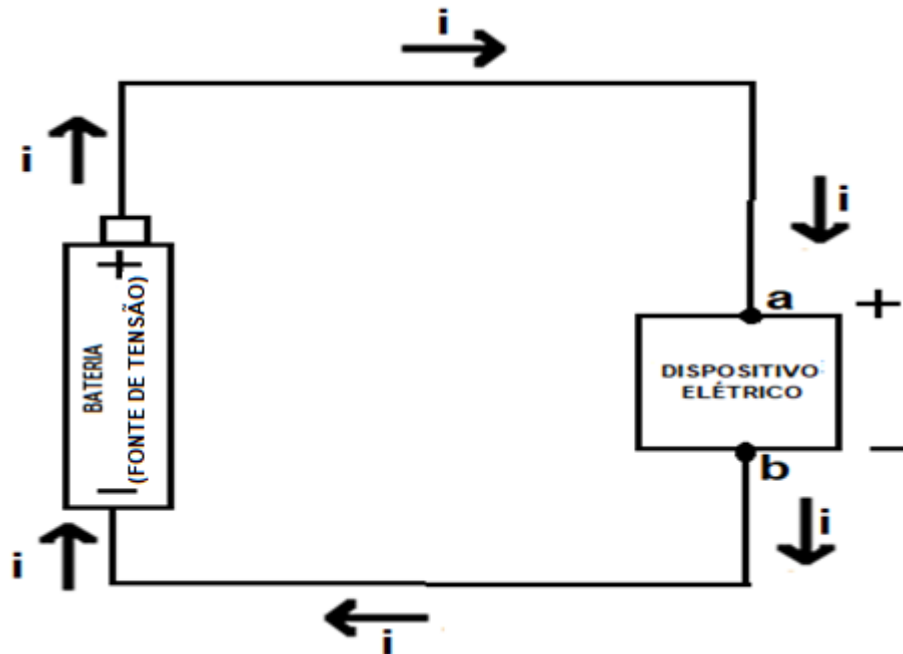 i
i
i
+
BATERIA
(FONTE DE TENSÃO)
−
a
+
DISPOSITIVO
ELÉTRICO
−
b
i
i
i